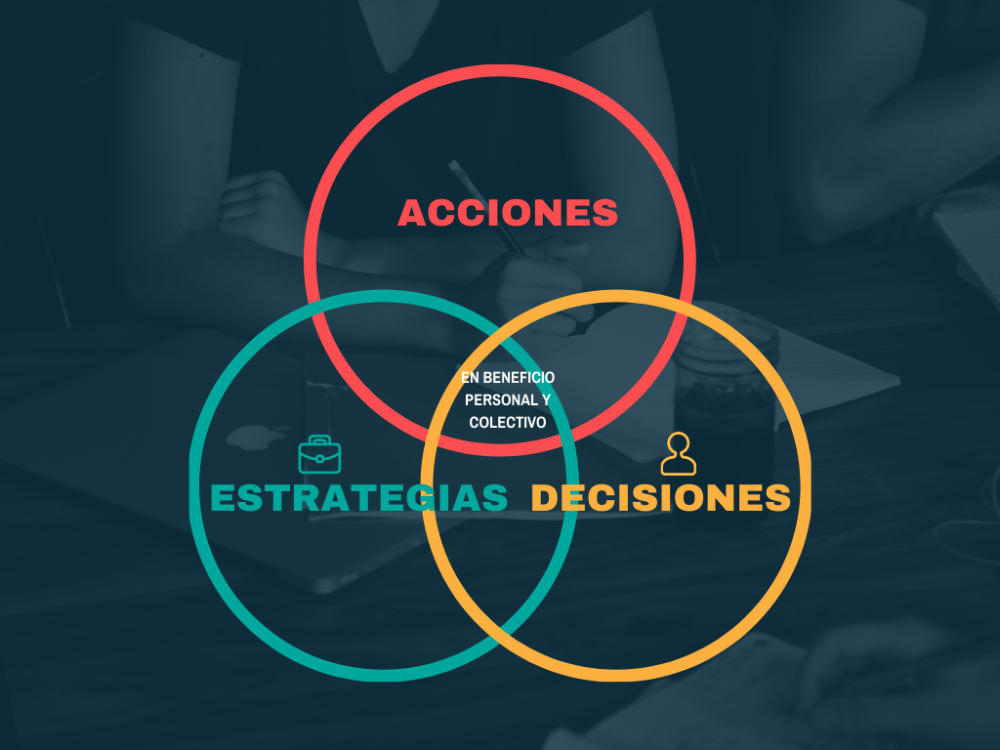 ACCIONES
EN BENEFICIO
PERSONAL Y
COLECTIVO
ESTRATEGIAS
DECISIONES